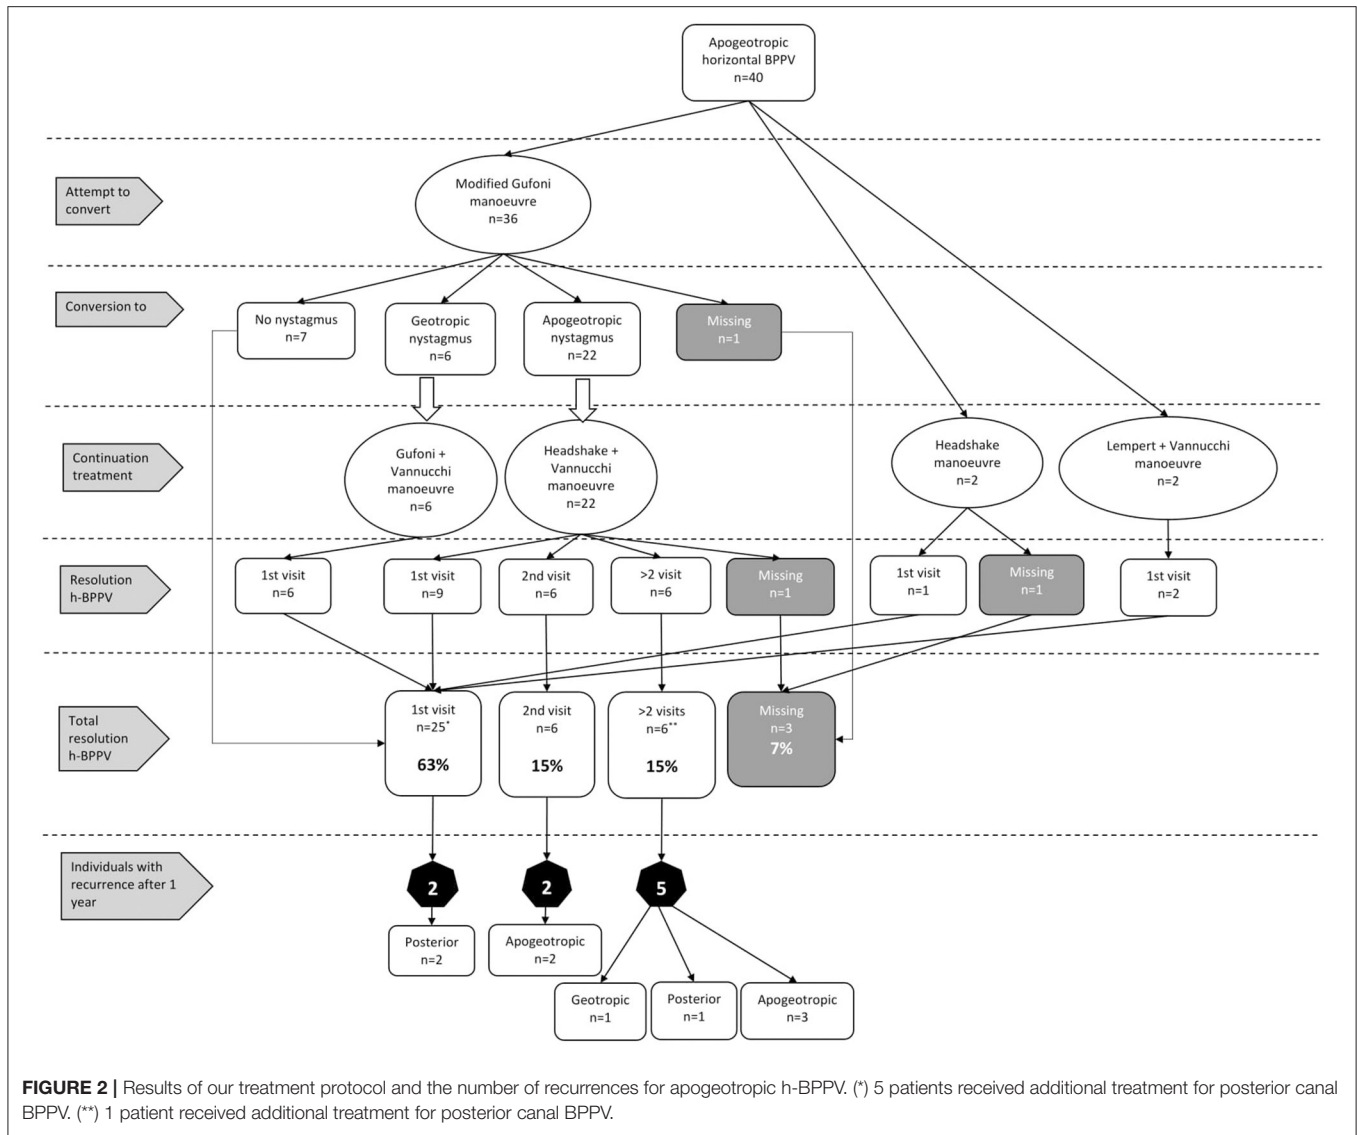 Apogeotropic
horizontal BPPV
n=40
Attempt to
convert
Modified Gufoni
manoeuvre
n=36
Conversion to
No nystagmus
n=7
Geotropic
nystagmus
n=6
Apogeotropic
nystagmus
n=22
Missing
n=1
Continuation
treatment
Gufoni +
Vannucchi
manoeuvre
n=6
Headshake +
Vannucchi
manoeuvre
n=22
Headshake
manoeuvre
n=2
Lempert + Vannucchi
manoeuvre
n=2
Resolution
h-BPPV
1st visit
n=6
1st visit
n=9
2nd visit
n=6
>2 visit
n=6
Missing
n=1
1st visit
n=1
Missing
n=1
1st visit
n=2
Total
resolution
h-BPPV
1st visit
n=25*
63%
2nd visit
n=6
15%
>2 visits
n=6**
15%
Missing
n=3
7%
Individuals with
recurrence after 1
year
2
2
5
Posterior
n=2
Apogeotropic
n=2
Geotropic
n=1
Posterior
n=1
Apogeotropic
n=3
FIGURE 2 | Results of our treatment protocol and the number of recurrences for apogeotropic h-BPPV. (*) 5 patients received additional treatment for posterior canal
BPPV. (**) 1 patient received additional treatment for posterior canal BPPV.